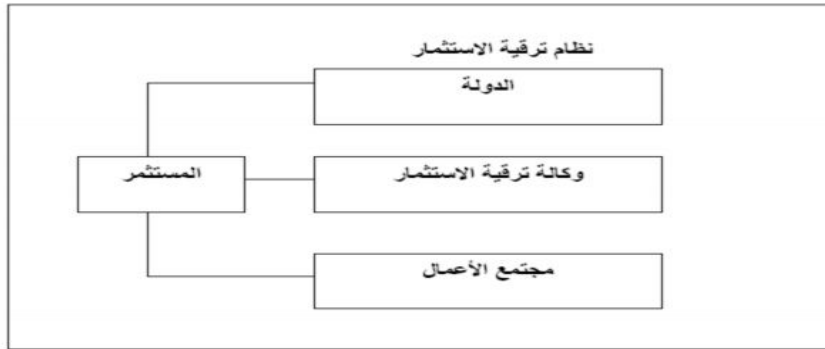 نظام ترقية الاستثمار
الدولة
المستثمر
وكالة ترقية الاستثمار
مجتمع الأعمال